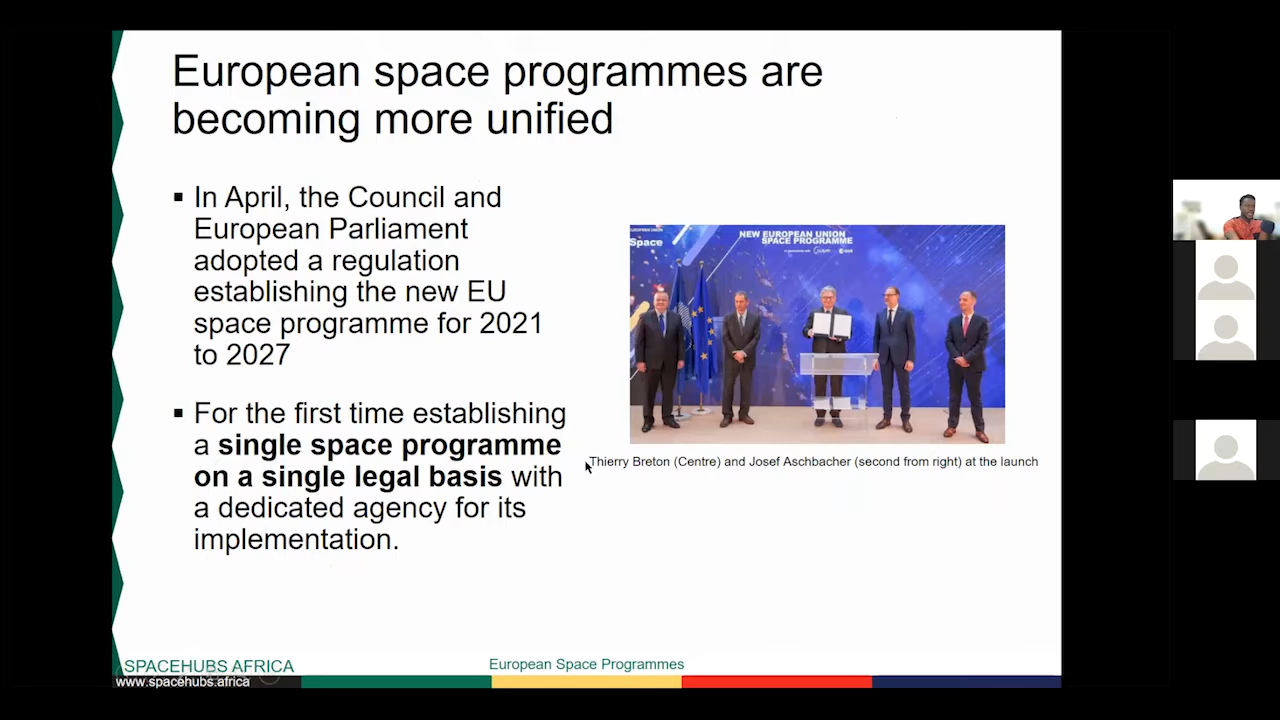 European space programmes are
becoming more unified
▪ In April, the Council and
European Parliament
adopted a regulation
establishing the new EU
space programme for 2021
to 2027
▪ For the first time establishing
a single space programme
on a single legal basis with
a dedicated agency for its
implementation.
EUROPEAN UNION
Space
NEW EUROPEAN UNION
SPACE PROGRAMME
Thierry Breton (Centre) and Josef Aschbacher (second from right) at the launch
SPACEHUBS AFRICA
European Space Programmes
www.spacehubs.africa